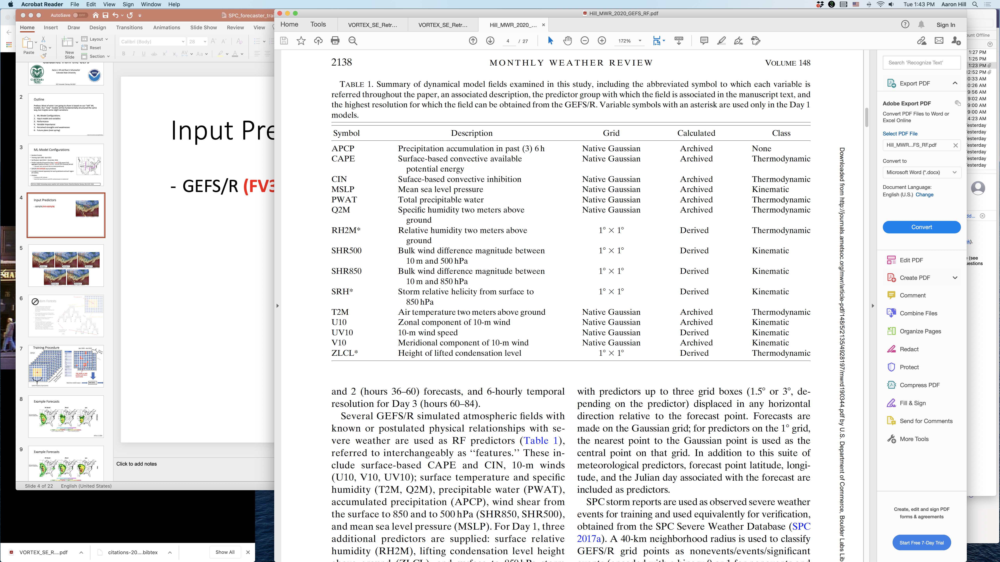 Acrobat Reader File Edit View Sign Window Help
Tue 1:43 PM Aaron Hill
AutoSave OFF
SPC_forecaster_trai
Home Insert Draw Design Transitions Animations Slide Show Review View
Paste
New Slide
Layout
Reset
Section
Calibri (Body) 28
Guidance from the GEFS
Aaron J. Hill and Russ S. Schumacher
Colorado State University
Colorado State
SPC Forecaster Training, Fall 2020
2
Outline
Preface: Most of what I am going to share is based on our "old" ML
models. Our "new" models will be fundamentally structured the same
way, but maybe some slight variations
1. ML-Model Configurations
2. Input model and variables
3. Performance
4. Variable Importance
5. Perceived strengths and weaknesses
6. Future plans (next spring)
3
ML-Model Configurations
4
Input Predictors
- GEFS/R (FV3-GEFS/R)
5
Member 1 Member 2 Member 3
Member 4 Member 5
6
dom Forests
7
Training Procedure
MODEL
8
Example Forecasts
RF Model Blend SPC
9
Example Forecasts
RF Model Blend SPC
Input Pre
- GEFS/R (FV3
Click to add notes
Slide 4 of 22 English (United States)
VORTEX_SE_R....pdf
citations-20....bibtex
Show All
Hill_MWR_2020_GEFS_RF.pdf
Home Tools VORTEX_SE_Retr... VORTEX_SE_Retr... Hill_MWR_2020_... Sign In
4 / 27 172%
2138 MONTHLY WEATHER REVIEW VOLUME 148
TABLE 1. Summary of dynamical model fields examined in this study, including the abbreviated symbol to which each variable is
referred throughout the paper, an associated description, the predictor group with which the field is associated in the manuscript text, and
the highest resolution for which the field can be obtained from the GEFS/R. Variable symbols with an asterisk are used only in the Day 1
models.
Symbol Description Grid Calculated Class
APCP Precipitation accumulation in past (3) 6 h Native Gaussian Archived None
CAPE Surface-based convective available Native Gaussian Archived Thermodynamic
potential energy
CIN Suface-based convective inhibition Native Gaussian Archived Thermodynamic
MSLP Mean sea level pressure Native Gaussian Archived Kinematic
PWAT Total precipitable water Native Gaussian Archived Thermodynamic
Q2M Specific humidity two meters above Native Gaussian Archived Thermodynamic
ground
RH2M* Relative humidity two meters above 1° × 1° Derived Thermodynamic
ground
SHR500 Bulk wind difference magnitude between 1° × 1° Derived Kinematic
10 m and 500 hPa
SHR850 Bulk wind difference magnitude between 1° × 1° Derived Kinematic
10 m and 850 hPa
SRH* Storm relative helicity from surface to 1° × 1° Derived Kinematic
850 hPa
T2M Air temperature two meters above ground Native Gaussian Archived Thermodynamic
U10 Zonal component of 10-m wind Native Gaussian Archived Kinematic
UV10 10-m wind speed Native Gaussian Derived Kinematic
V10 Meridional component of 10-m wind Native Gaussian Archived Kinematic
ZLCL* Height of lifted condensation level 1° × 1° Derived Thermodynamic
and 2 (hours 36–60) forecasts, and 6-hourly temporal
resolution for Day 3 (hours 60–84).
Several GEFS/R simulated atmospheric fields with
known or postulated physical relationships with se-
vere weather are used as RF predictors (Table 1),
referred to interchangeably as ‘‘features.’’ These in-
clude surface-based CAPE and CIN, 10-m winds
(U10, V10, UV10); surface temperature and specific
humidity (T2M, Q2M), precipitable water (PWAT),
accumulated precipitation (APCP), wind shear from
the surface to 850 and to 500 hPa (SHR850, SHR500),
and mean sea level pressure (MSLP). For Day 1, three
additional predictors are supplied: surface relative
humidity (RH2M), lifting condensation level height
with predictors up to three grid boxes (1.5° or 3°, de-
pending on the predictor) displaced in any horizontal
direction relative to the forecast point. Forecasts are
made on the Gaussian grid; for predictors on the 1° grid,
the nearest point to the Gaussian point is used as the
central point on that grid. In addition to this suite of
meteorological predictors, forecast point latitude, longi-
tude, and the Julian day associated with the forecast are
included as predictors.
SPC storm reports are used as observed severe weather
events for training and used equivalently for verification,
obtained from the SPC Severe Weather Database (SPC
2017a). A 40-km neighborhood radius is used to classify
GEFS/R grid points as nonevents/events/significant
Downloaded from http://journals.ametsoc.org/mwr/article-pdf/148/5/2135/4928197/mwrd190344.pdf by U.S. Department of Commerce, Boulder Labs Lib
Search 'Recognize Text'
Export PDF
Adobe Export PDF
Convert PDF Files to Word or
Excel Online
Select PDF File
Hill_MWR...FS_RF.pdf
Convert to
Microsoft Word (*.docx)
Document Language:
English (U.S.) Change
Convert
Edit PDF
Create PDF
Comment
Combine Files
Organize Pages
Redact
Protect
Compress PDF
Fill & Sign
Send for Comments
More Tools
Create, edit and sign PDF
forms & agreements
Start Free 7-Day Trial
ount Offline
1:27 PM
1:25 PM
1:23 PM
12:52 PM
0:33 AM
0:26 AM
9:56 AM
9:02 AM
9:00 AM
9:00 AM
4:23 AM
esterday
esterday
esterday
esterday
esterday
esterday
esterday
dd...
nk).
(see
uestions